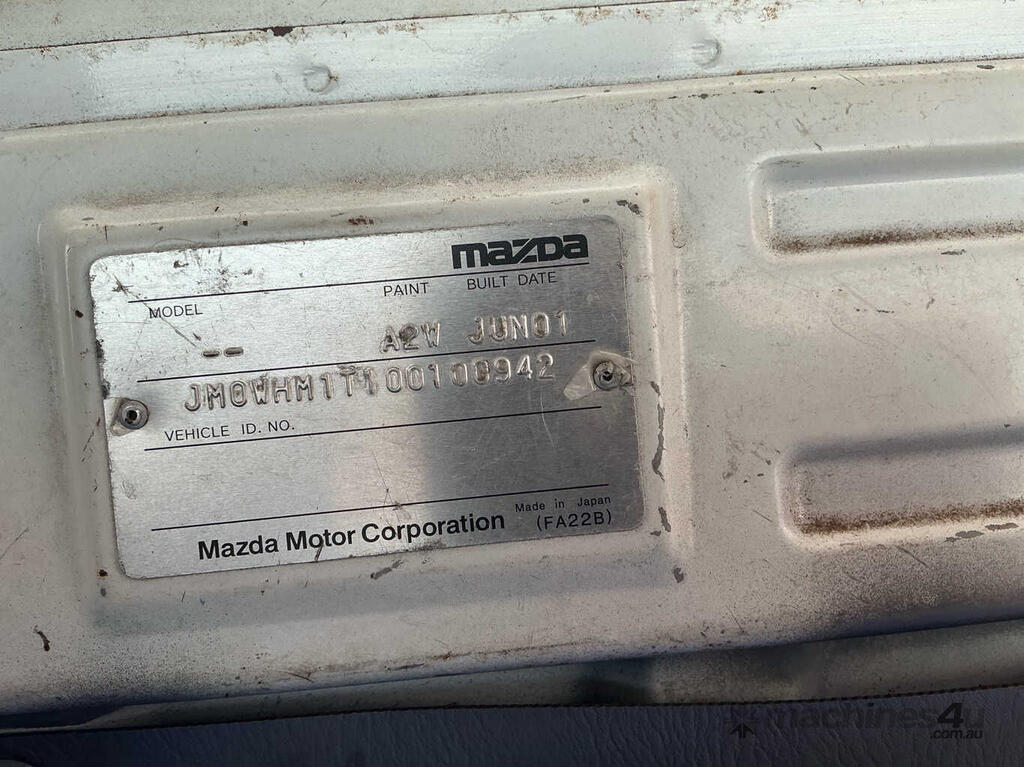 mazda
MODEL PAINT BUILT DATE
-- A2W JUN01
JM0WHM1T100100942
VEHICLE ID. NO.
Made in Japan
Mazda Motor Corporation (FA22B)
machines4u
.com.au